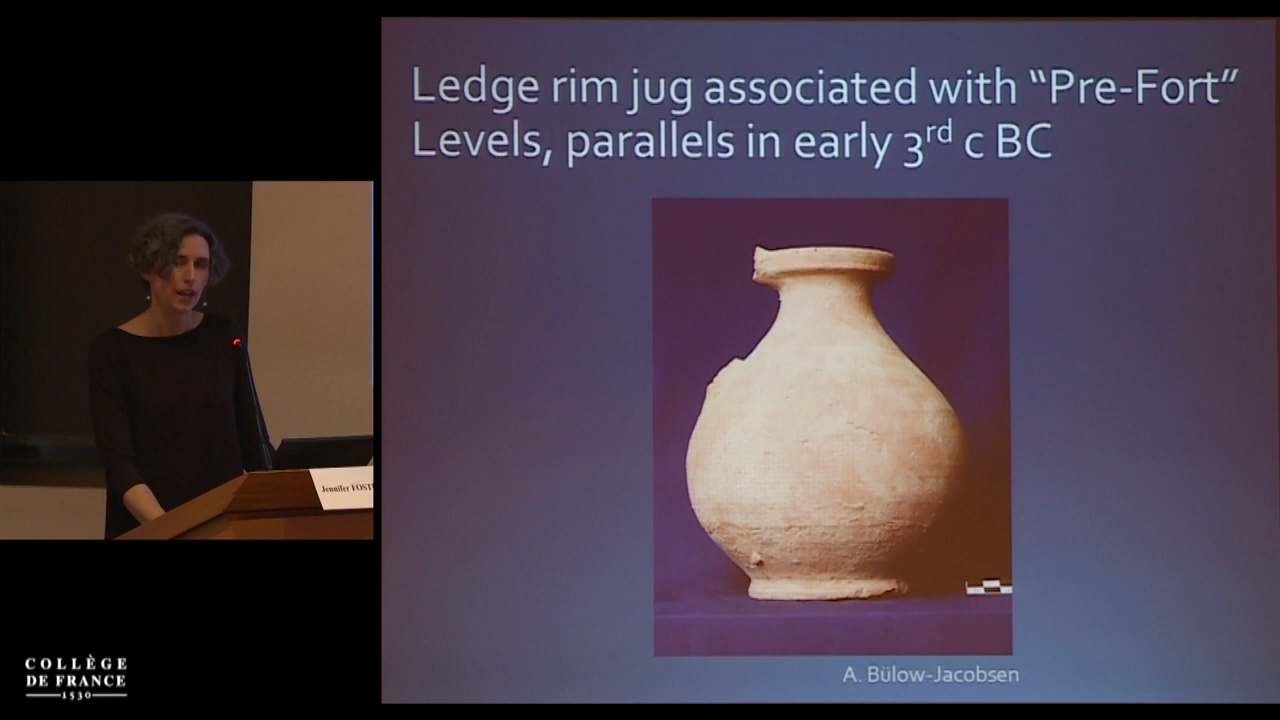 Ledge rim jug associated with “Pre-Fort”
Levels, parallels in early 3rd c BC
A. Bülow-Jacobsen
Jennifer FOST
COLLÈGE
DE FRANCE
1530